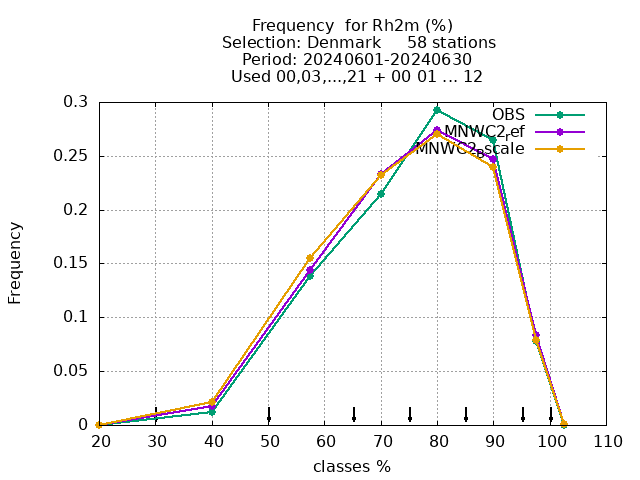 Frequency  for Rh2m (%)
Selection: Denmark     58 stations
Period: 20240601-20240630
Used 00,03,...,21 + 00 01 ... 12
0.3
0.25
0.2
0.15
0.1
0.05
0
Frequency
OBS
MNWC2_ref
MNWC2_pscale
20 30 40 50 60 70 80 90 100 110
classes %